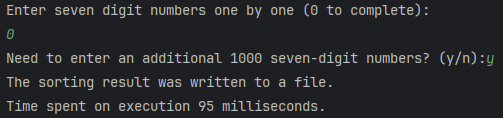 Enter seven digit numbers one by one (0 to complete):
0
Need to enter an additional 1000 seven-digit numbers? (y/n):y
The sorting result was written to a file.
Time spent on execution 95 milliseconds.